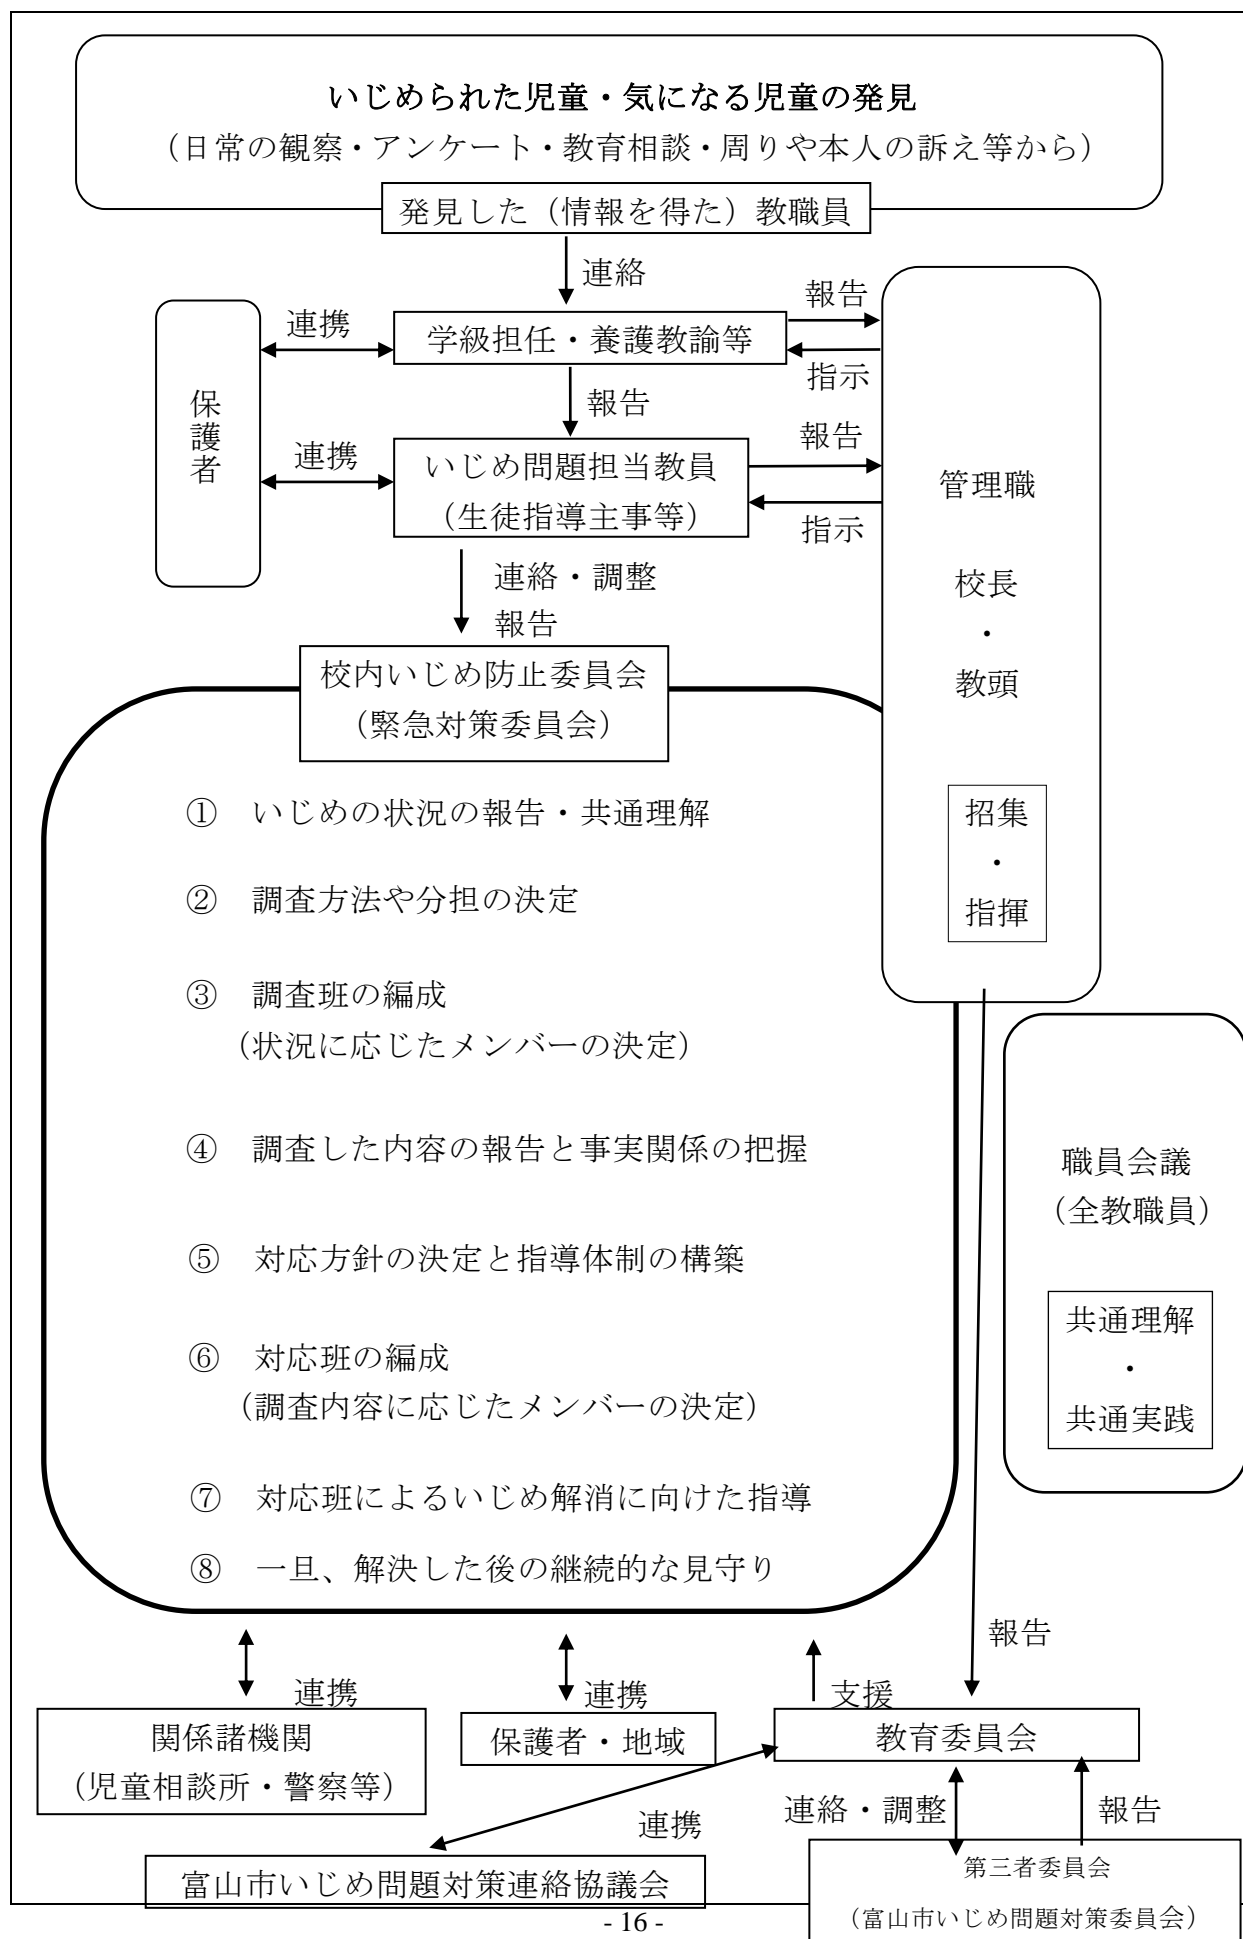 いじめられた児童・気になる児童の発見
（日常の観察・アンケート・教育相談・周りや本人の訴え等から）
発見した（情報を得た）教職員
連絡
保護者
連携
学級担任・養護教諭等
報告
指示
報告
連携
いじめ問題担当教員
（生徒指導主事等）
報告
指示
管理職
校長
・
教頭
招集
・
指揮
連絡・調整
報告
校内いじめ防止委員会
（緊急対策委員会）
① いじめの状況の報告・共通理解
② 調査方法や分担の決定
③ 調査班の編成
（状況に応じたメンバーの決定）
④ 調査した内容の報告と事実関係の把握
⑤ 対応方針の決定と指導体制の構築
⑥ 対応班の編成
（調査内容に応じたメンバーの決定）
⑦ 対応班によるいじめ解消に向けた指導
⑧ 一旦、解決した後の継続的な見守り
職員会議
（全教職員）
共通理解
・
共通実践
報告
連携
連携
支援
関係諸機関
（児童相談所・警察等）
保護者・地域
教育委員会
連携
連絡・調整
報告
富山市いじめ問題対策連絡協議会
第三者委員会
（富山市いじめ問題対策委員会）
- 16 -